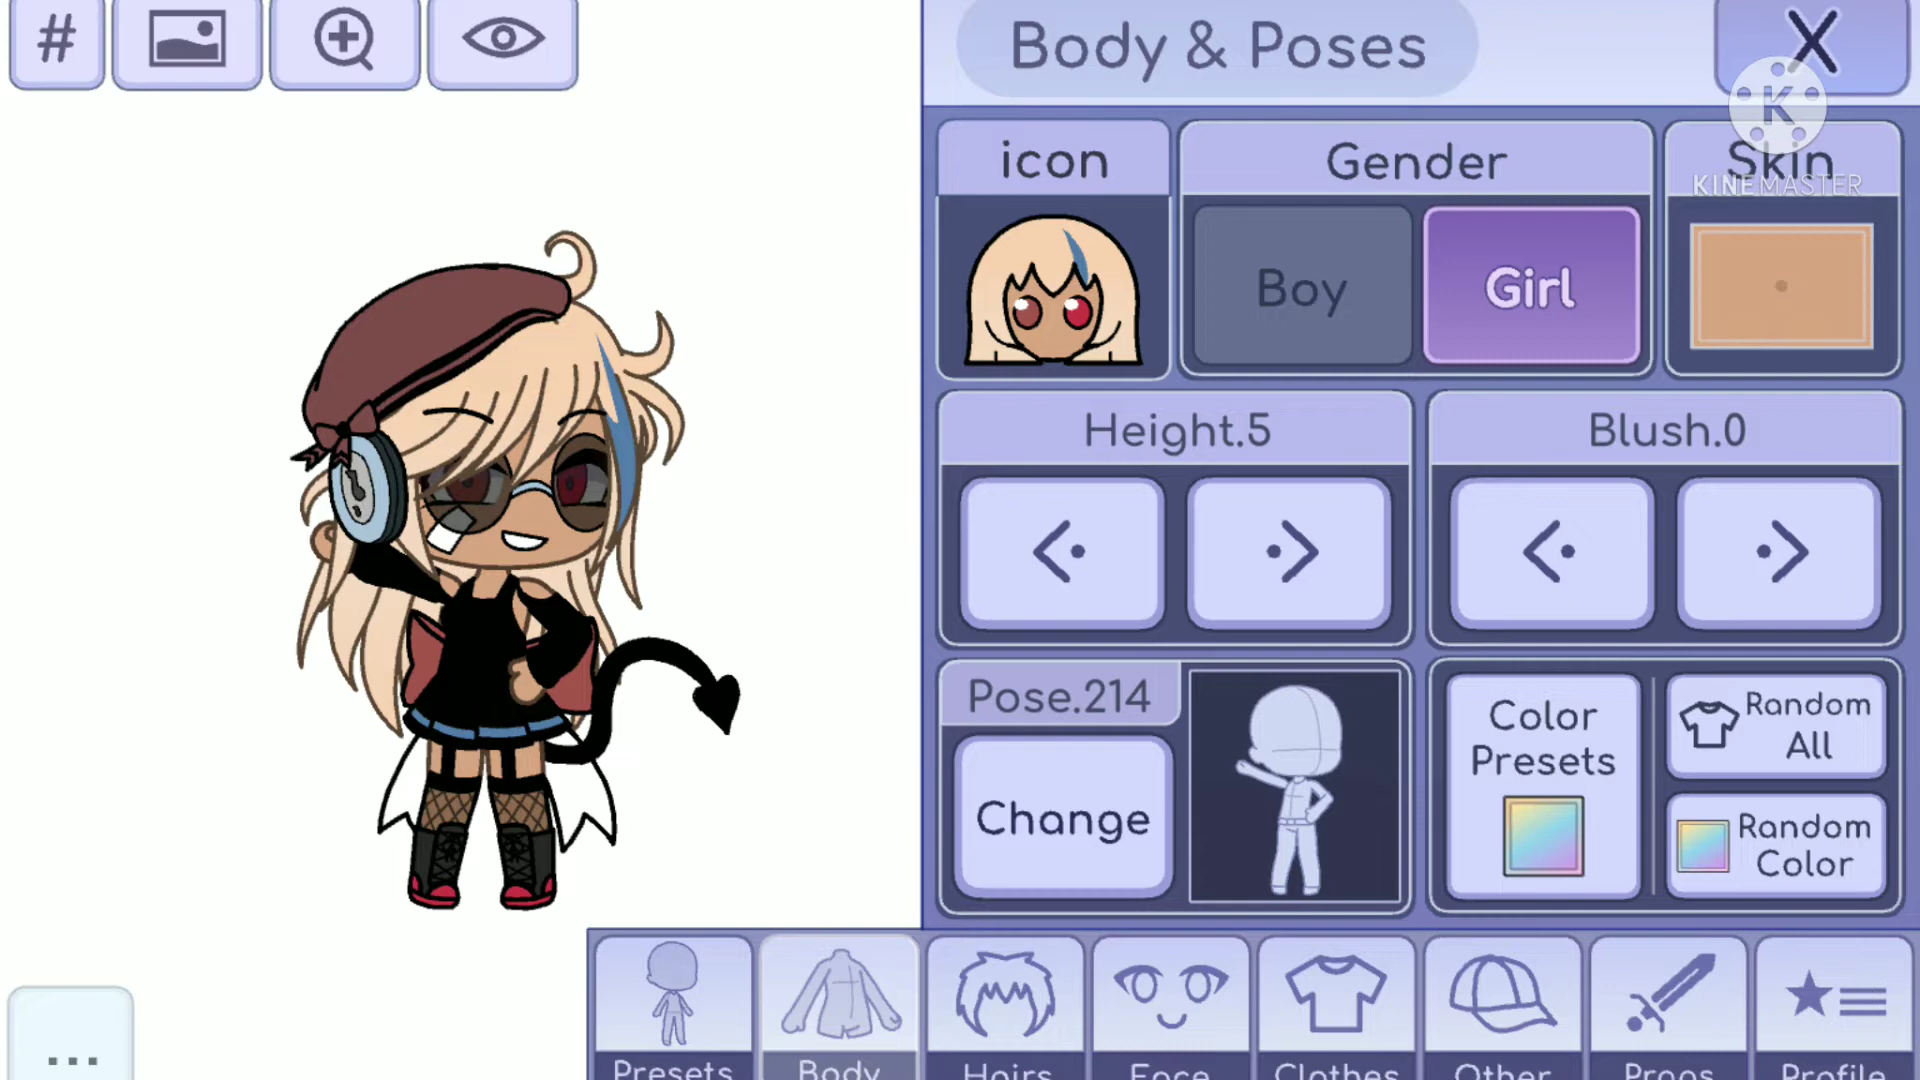 #
Body & Poses
X
K
KINEMASTER
icon
Gender
Skin
Boy
Girl
Height.5
Blush.0
Pose.214
Change
Color
Presets
Random
All
Random
Color
...
Presets
Body
Hairs
Face
Clothes
Other
Props
Profile